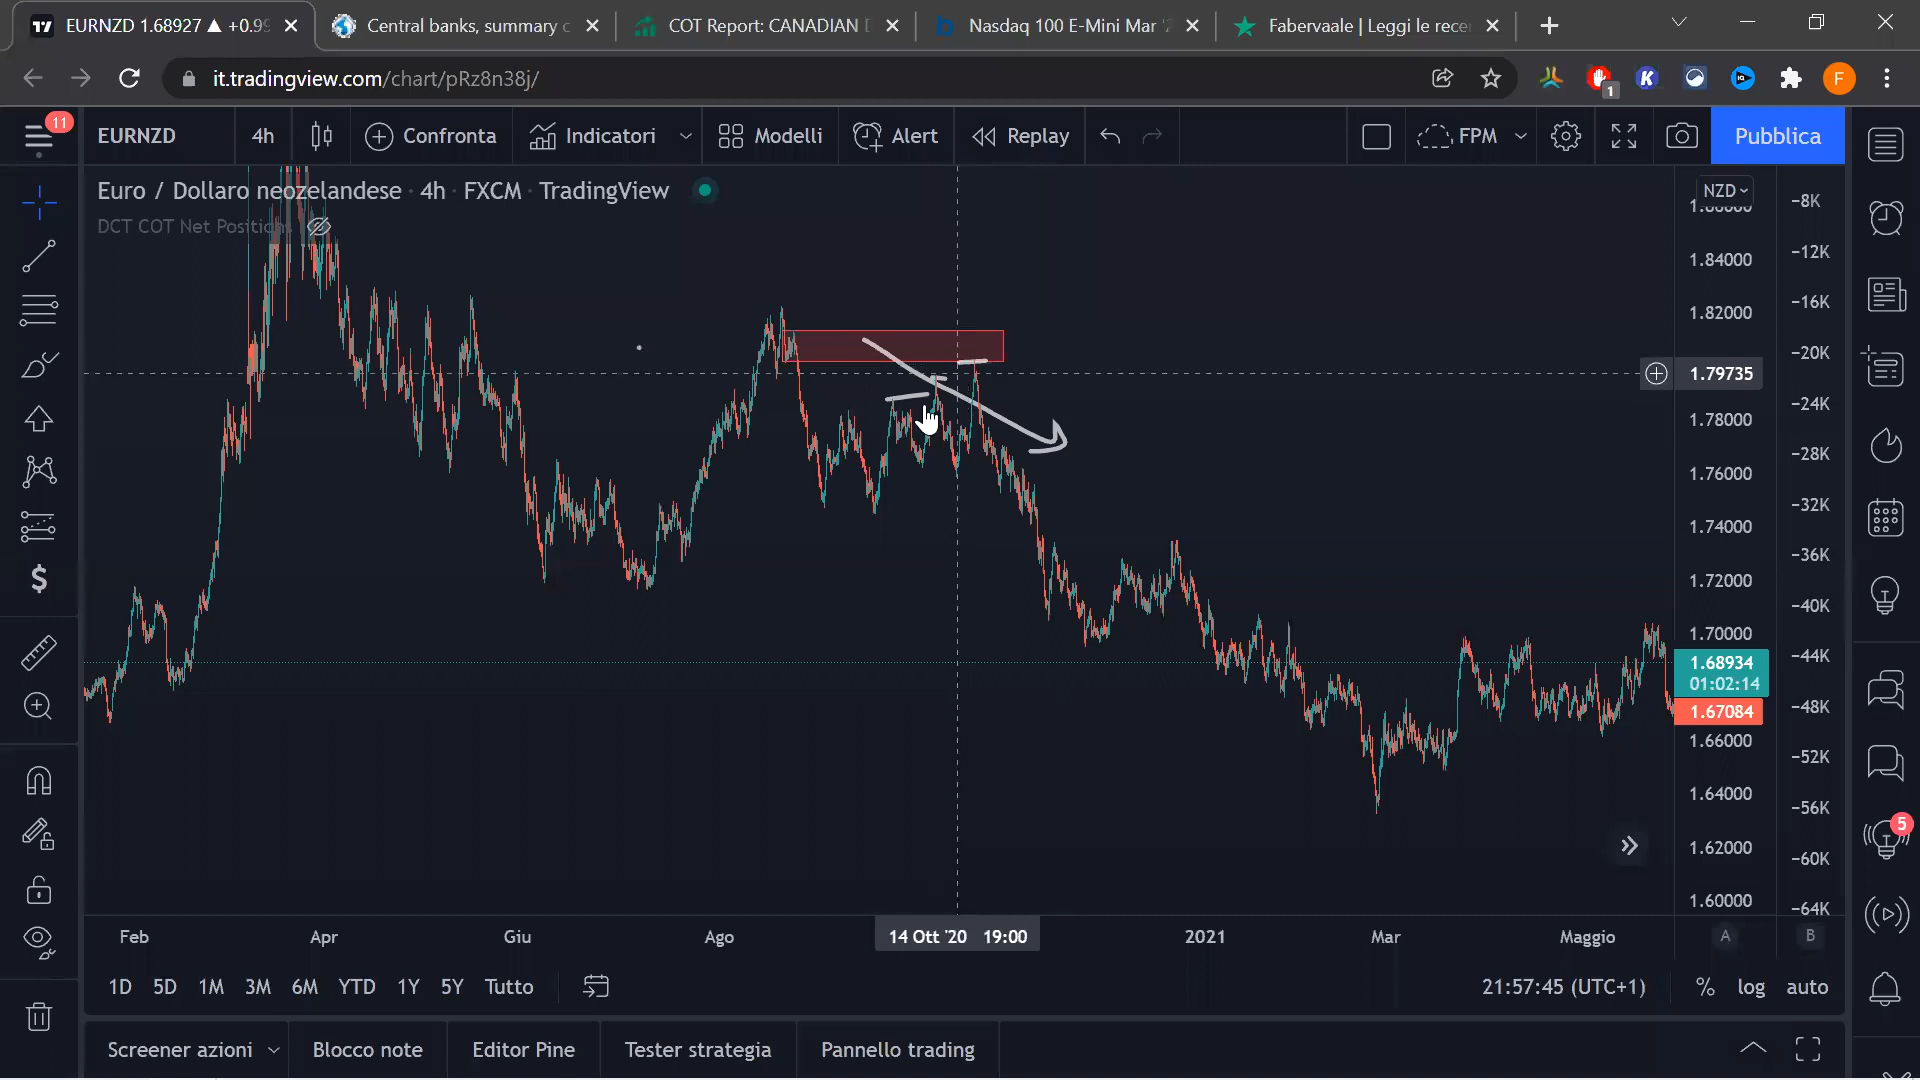 EURNZD 1.68927 ▲ +0.99
Central banks, summary c
COT Report: CANADIAN D
Nasdaq 100 E-Mini Mar '2
Fabervaale | Leggi le rece
it.tradingview.com/chart/pRz8n38j/
1
F
11
EURNZD
4h
Confronta
Indicatori
Modelli
Alert
Replay
FPM
Pubblica
Euro / Dollaro neozelandese · 4h · FXCM · TradingView
DCT COT Net Position
NZD
1.84000
1.82000
1.79735
1.78000
1.76000
1.74000
1.72000
1.70000
1.68934
01:02:14
1.67084
1.66000
1.64000
1.62000
1.60000
−8K
−12K
−16K
−20K
−24K
−28K
−32K
−36K
−40K
−44K
−48K
−52K
−56K
−60K
−64K
5
Feb
Apr
Giu
Ago
14 Ott '20 19:00
2021
Mar
Maggio
A
B
1D 5D 1M 3M 6M YTD 1Y 5Y Tutto
21:57:45 (UTC+1)
% log auto
Screener azioni
Blocco note
Editor Pine
Tester strategia
Pannello trading